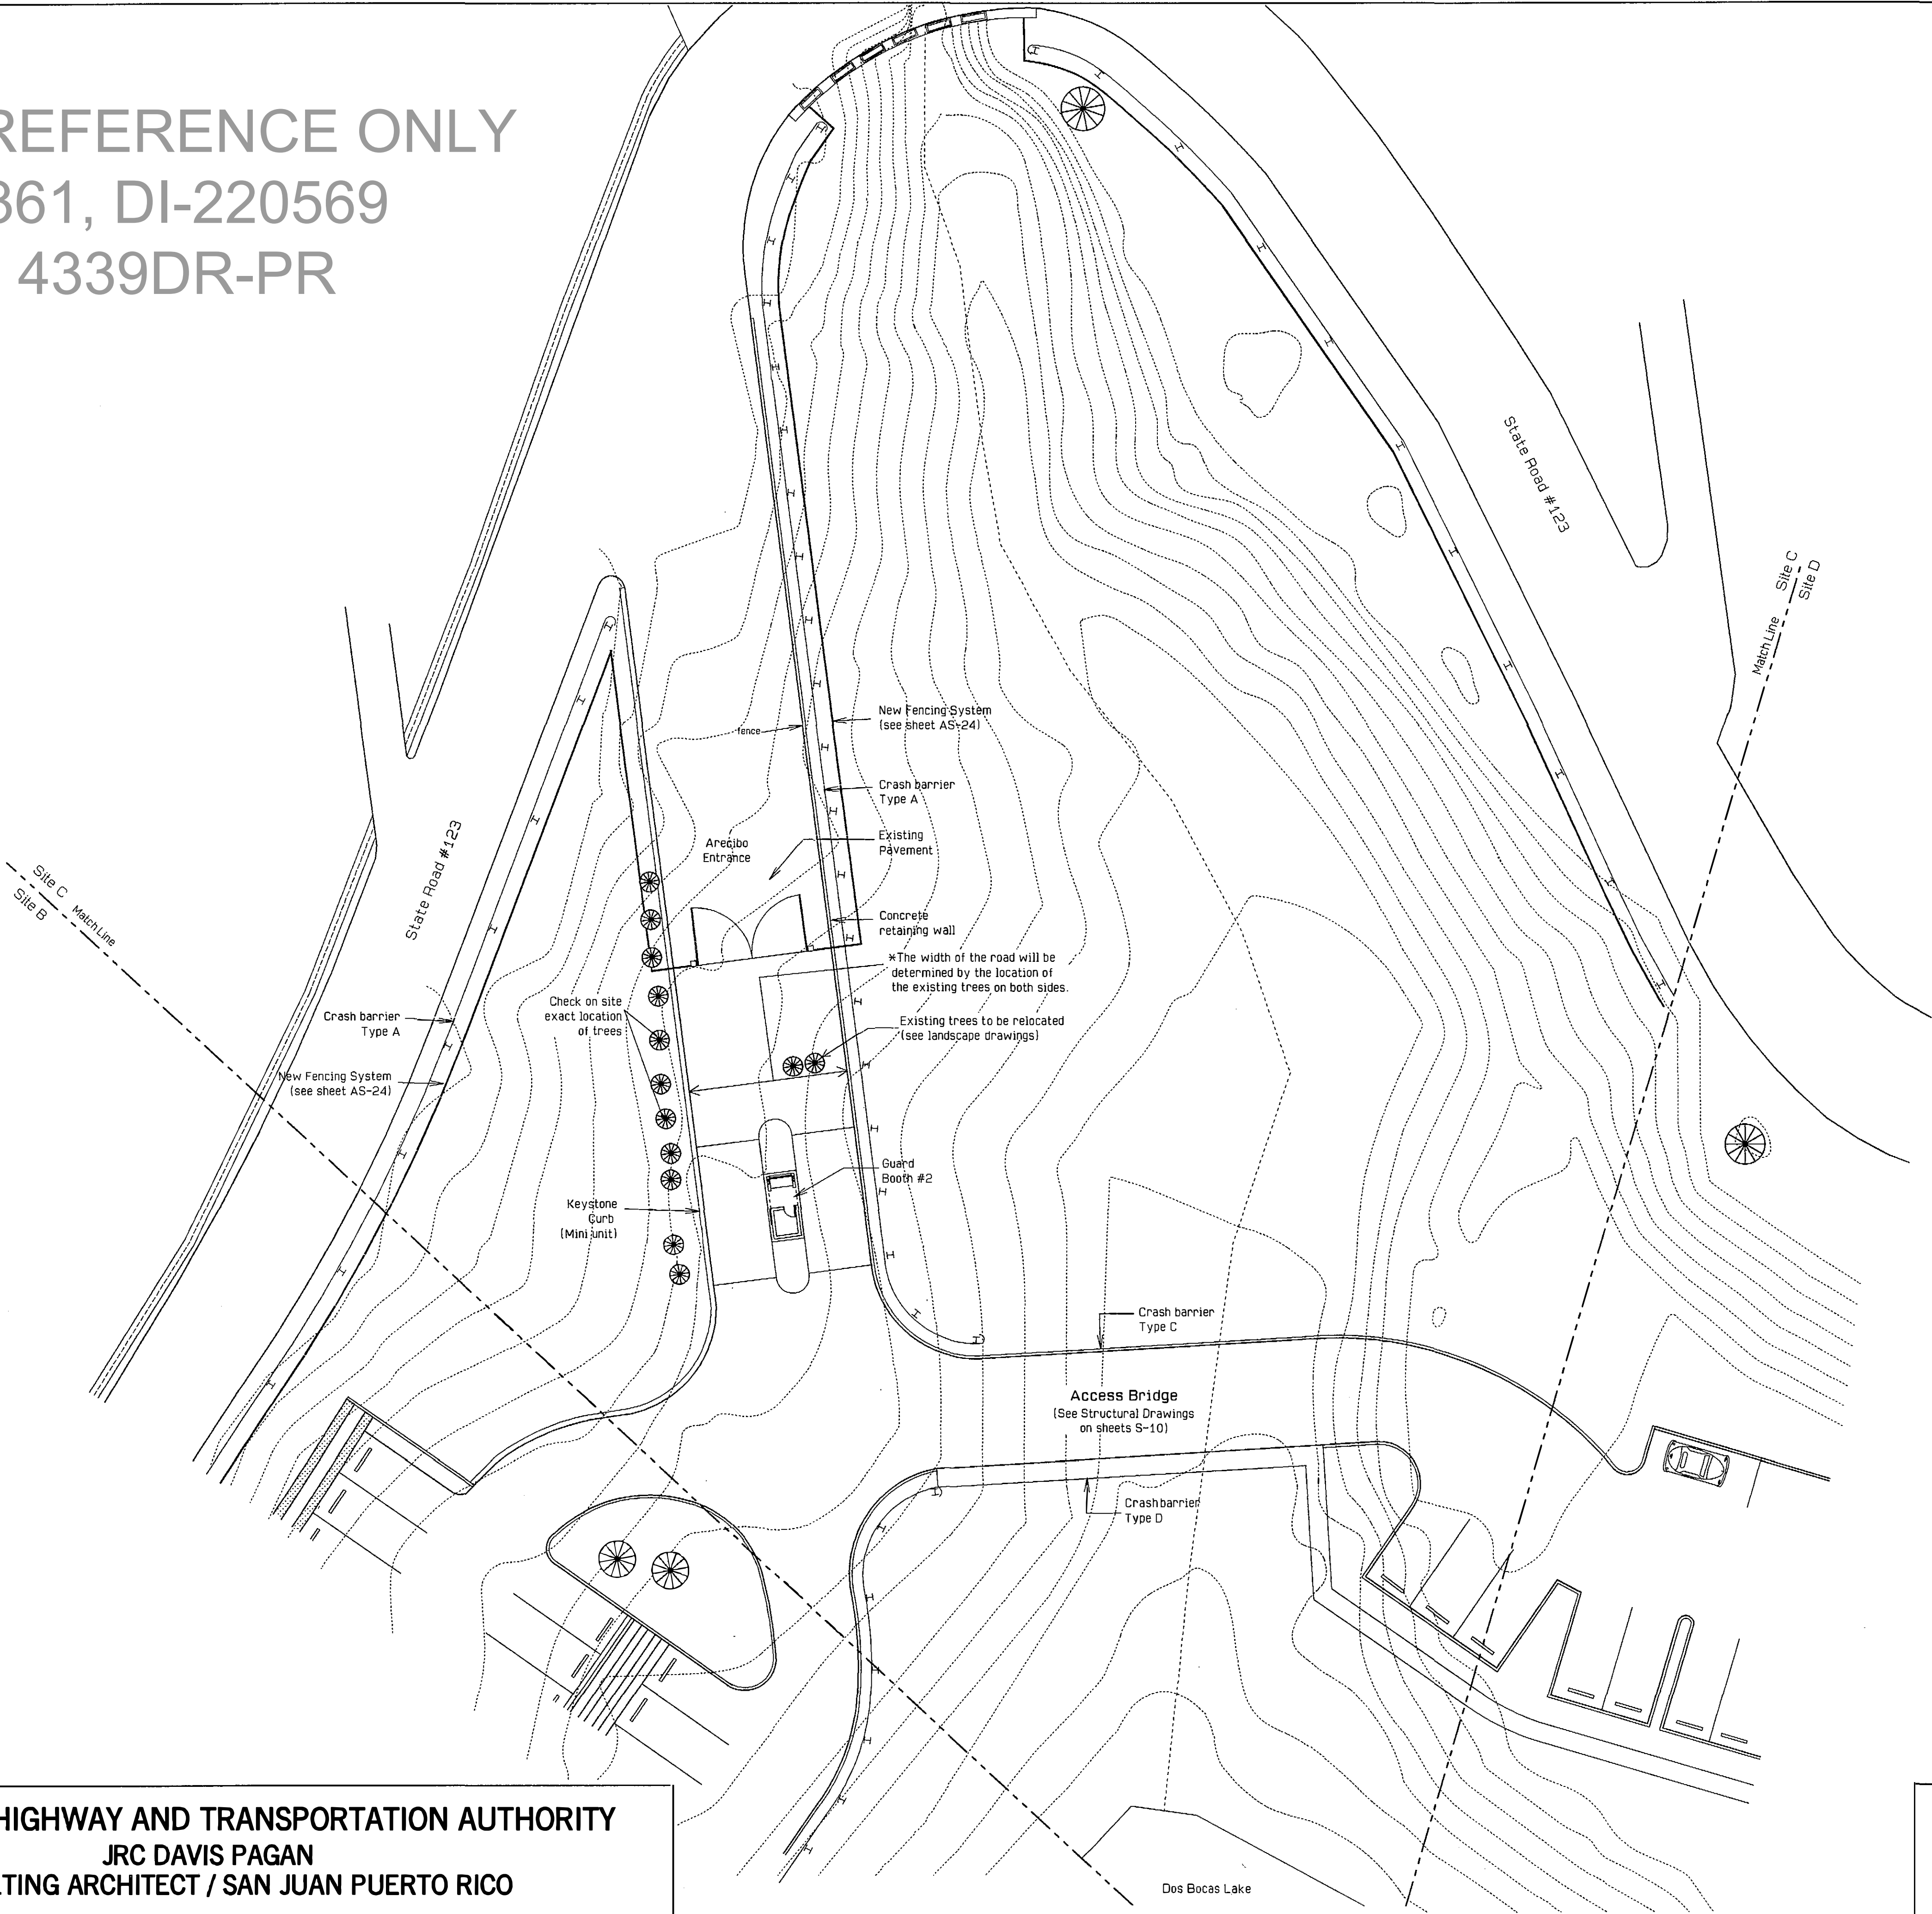 REFERENCE ONLY
361, DI-220569
4339DR-PR
State Road #123
Site C
Site D
Match Line
New Fencing System
(see sheet AS-24)
fence
Crash barrier
Type A
Existing
Pavement
Arecibo
Entrance
State Road #123
Site C
Site B
Match Line
Concrete
retaining wall
*The width of the road will be
determined by the location of
the existing trees on both sides.
Check on site
exact location
of trees
Existing trees to be relocated
(see landscape drawings)
Crash barrier
Type A
New Fencing System
(see sheet AS-24)
Guard
Booth #2
Keystone
Curb
(Mini unit)
Crash barrier
Type C
Access Bridge
(See Structural Drawings
on sheets S-10)
Crash barrier
Type D
HIGHWAY AND TRANSPORTATION AUTHORITY
JRC DAVIS PAGAN
TING ARCHITECT / SAN JUAN PUERTO RICO
Dos Bocas Lake